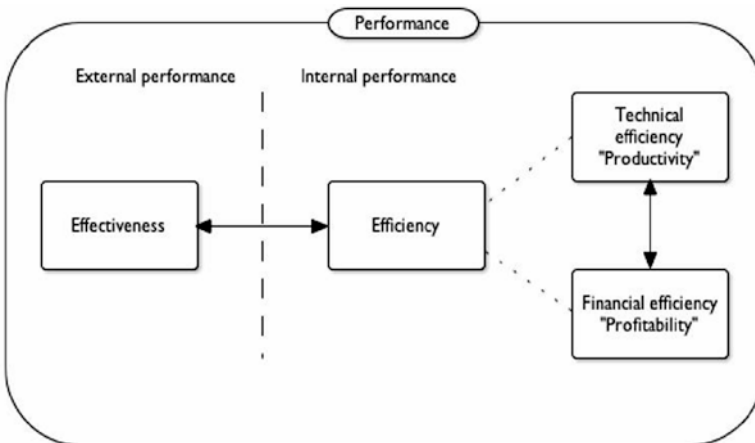 Performance
External performance
Internal performance
Technical
efficiency
"Productivity"
Effectiveness
Efficiency
Financial efficiency
"Profitability"